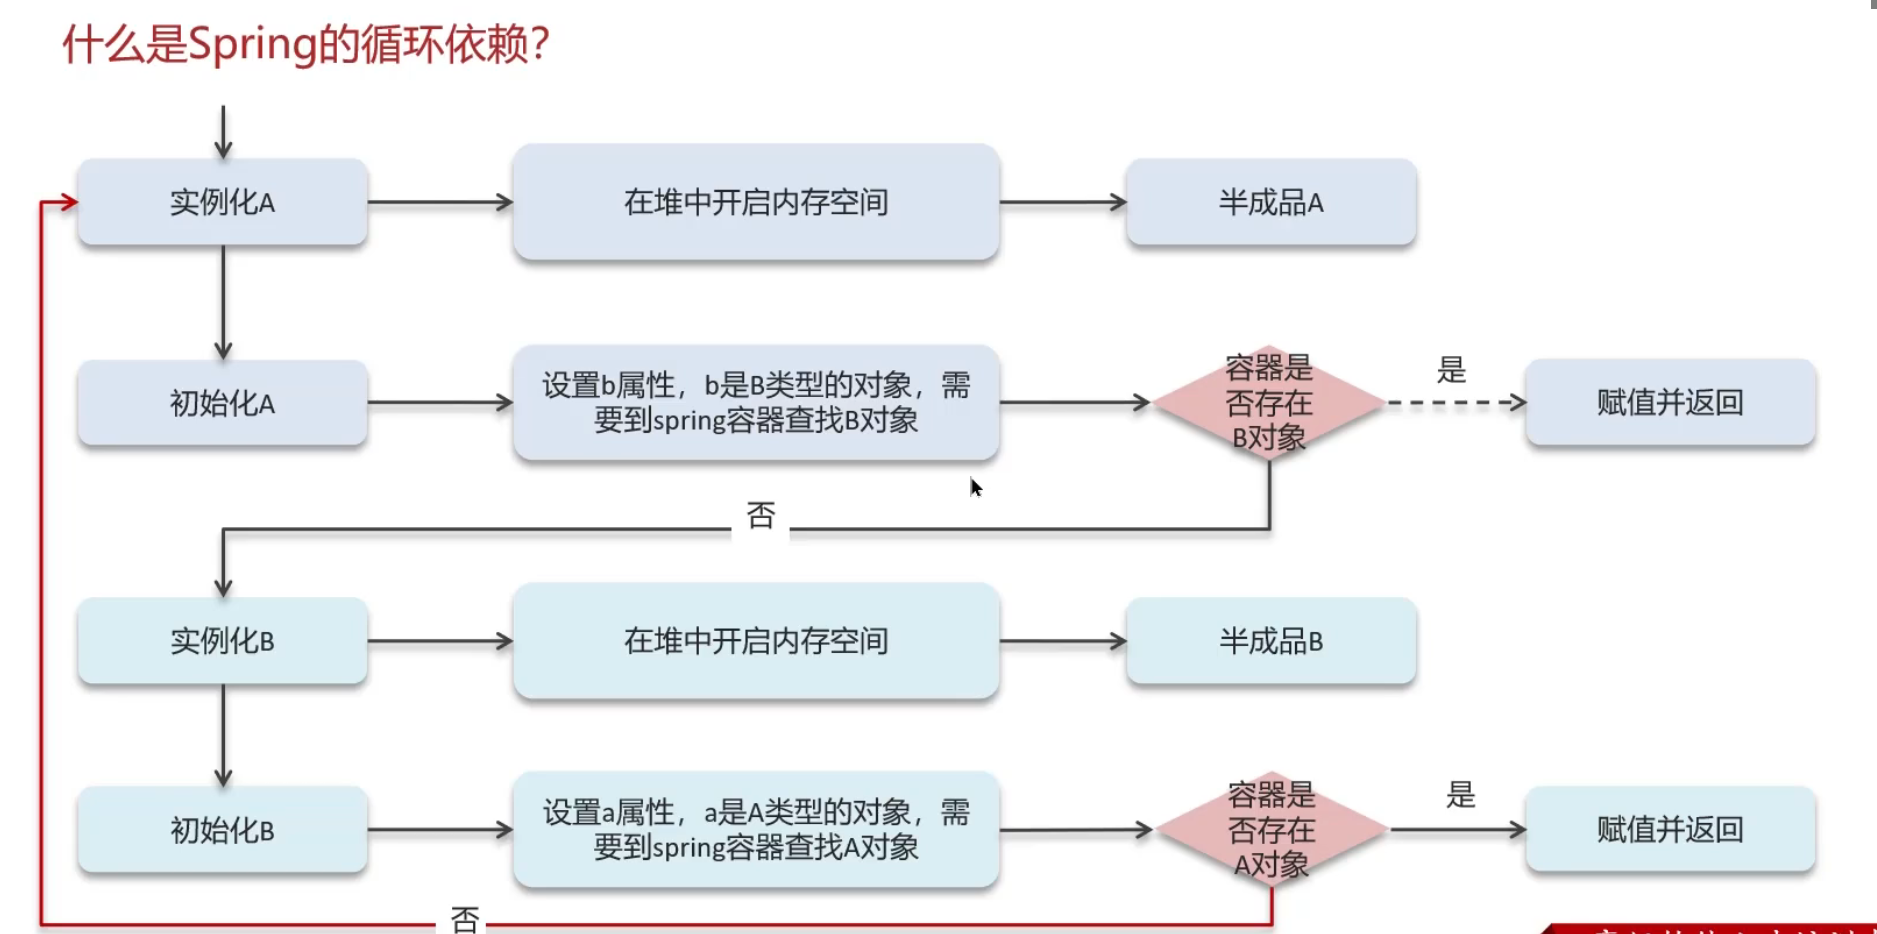 什么是Spring的循环依赖？
实例化A
在堆中开启内存空间
半成品A
初始化A
设置b属性，b是B类型的对象，需
要到spring容器查找B对象
容器是
否存在
B对象
是
赋值并返回
否
实例化B
在堆中开启内存空间
半成品B
初始化B
设置a属性，a是A类型的对象，需
要到spring容器查找A对象
容器是
否存在
A对象
是
赋值并返回
否